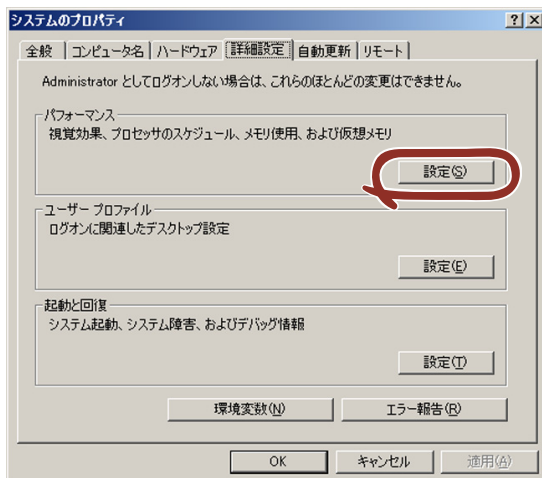 システムのプロパティ
全般 コンピュータ名 ハードウェア 詳細設定 自動更新 リモート
Administrator としてログオンしない場合は、これらのほとんどの変更はできません。
パフォーマンス
視覚効果、プロセッサのスケジュール、メモリ使用、および仮想メモリ
設定(S)
ユーザー プロファイル
ログオンに関連したデスクトップ設定
設定(E)
起動と回復
システム起動、システム障害、およびデバッグ情報
設定(T)
環境変数(N) エラー報告(R)
OK キャンセル 適用(A)